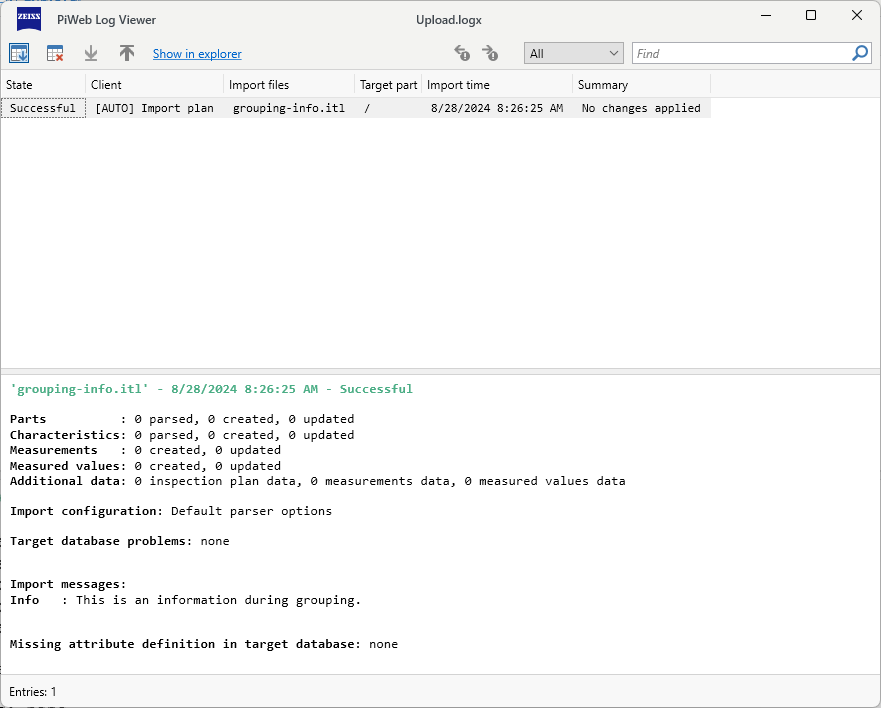 ZEISS PiWeb Log Viewer Upload.logx
Show in explorer All Find
State Client Import files Target part Import time Summary
Successful [AUTO] Import plan grouping-info.itl / 8/28/2024 8:26:25 AM No changes applied
'grouping-info.itl' - 8/28/2024 8:26:25 AM - Successful
Parts : 0 parsed, 0 created, 0 updated
Characteristics: 0 parsed, 0 created, 0 updated
Measurements : 0 created, 0 updated
Measured values: 0 created, 0 updated
Additional data: 0 inspection plan data, 0 measurements data, 0 measured values data
Import configuration: Default parser options
Target database problems: none
Import messages:
Info : This is an information during grouping.
Missing attribute definition in target database: none
Entries: 1